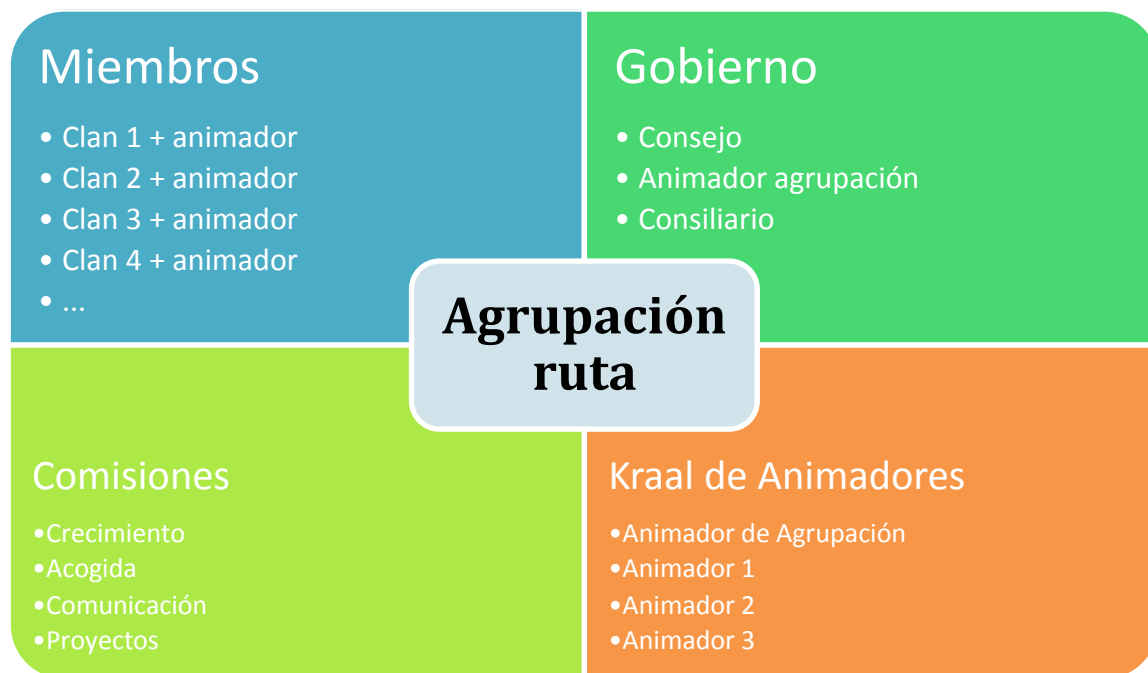 Miembros
• Clan 1 + animador
• Clan 2 + animador
• Clan 3 + animador
• Clan 4 + animador
• ...
Gobierno
• Consejo
• Animador agrupación
• Consiliario
Agrupación
ruta
Comisiones
•Crecimiento
•Acogida
•Comunicación
•Proyectos
Kraal de Animadores
•Animador de Agrupación
•Animador 1
•Animador 2
•Animador 3